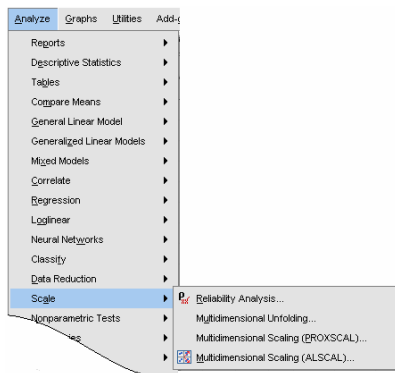 Analyze Graphs Utilities
Reports
Descriptive Statistics
Tables
Compare Means
General Linear Model
Generalized Linear Models
Mixed Models
Correlate
Regression
Loglinear
Neural Networks
Classify
Data Reduction
Scale
Reliability Analysis...
Multidimensional Unfolding...
Multidimensional Scaling (PROXSCAL)...
Multidimensional Scaling (ALSCAL)...
Nonparametric Tests